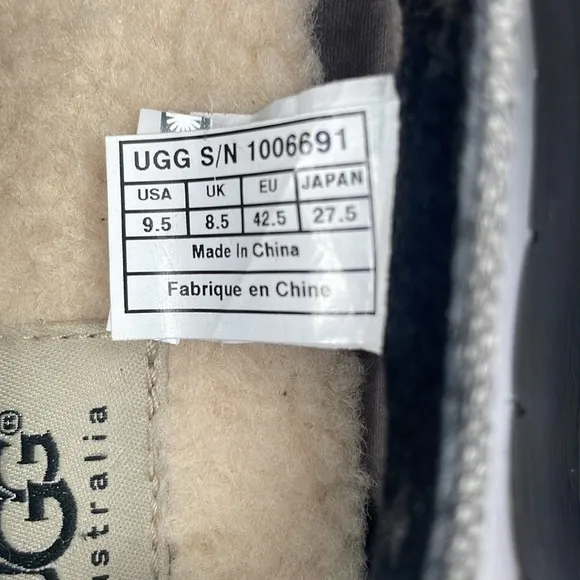 UGG S/N 1006691
USA UK EU JAPAN
9.5 8.5 42.5 27.5
Made In China
Fabrique en Chine
®